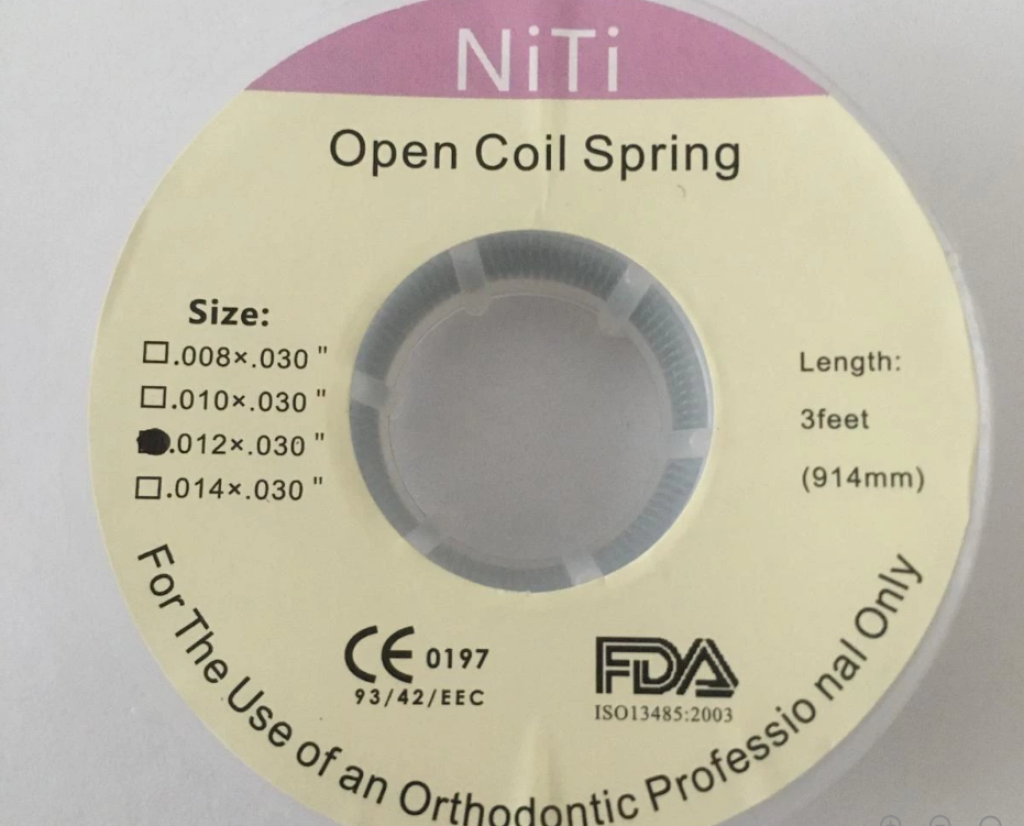 NiTi
Open Coil Spring
Size:
.008×.030 "
.010×.030 "
.012×.030 "
.014×.030 "
Length:
3feet
(914mm)
CE 0197
93/42/EEC
FDA
ISO13485:2003
For The Use of an Orthodontic Professio nal Only